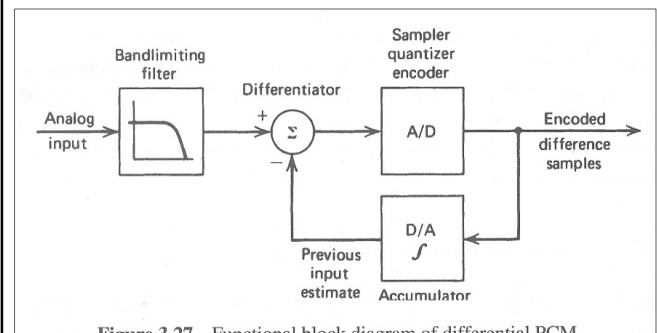 Sampler
quantizer
encoder
Bandlimiting
filter
Differentiator
Analog
input
+
Σ
−
A/D
Encoded
difference
samples
D/A
∫
Previous
input
estimate
Accumulator
Figure 3.27 Functional block diagram of differential PCM